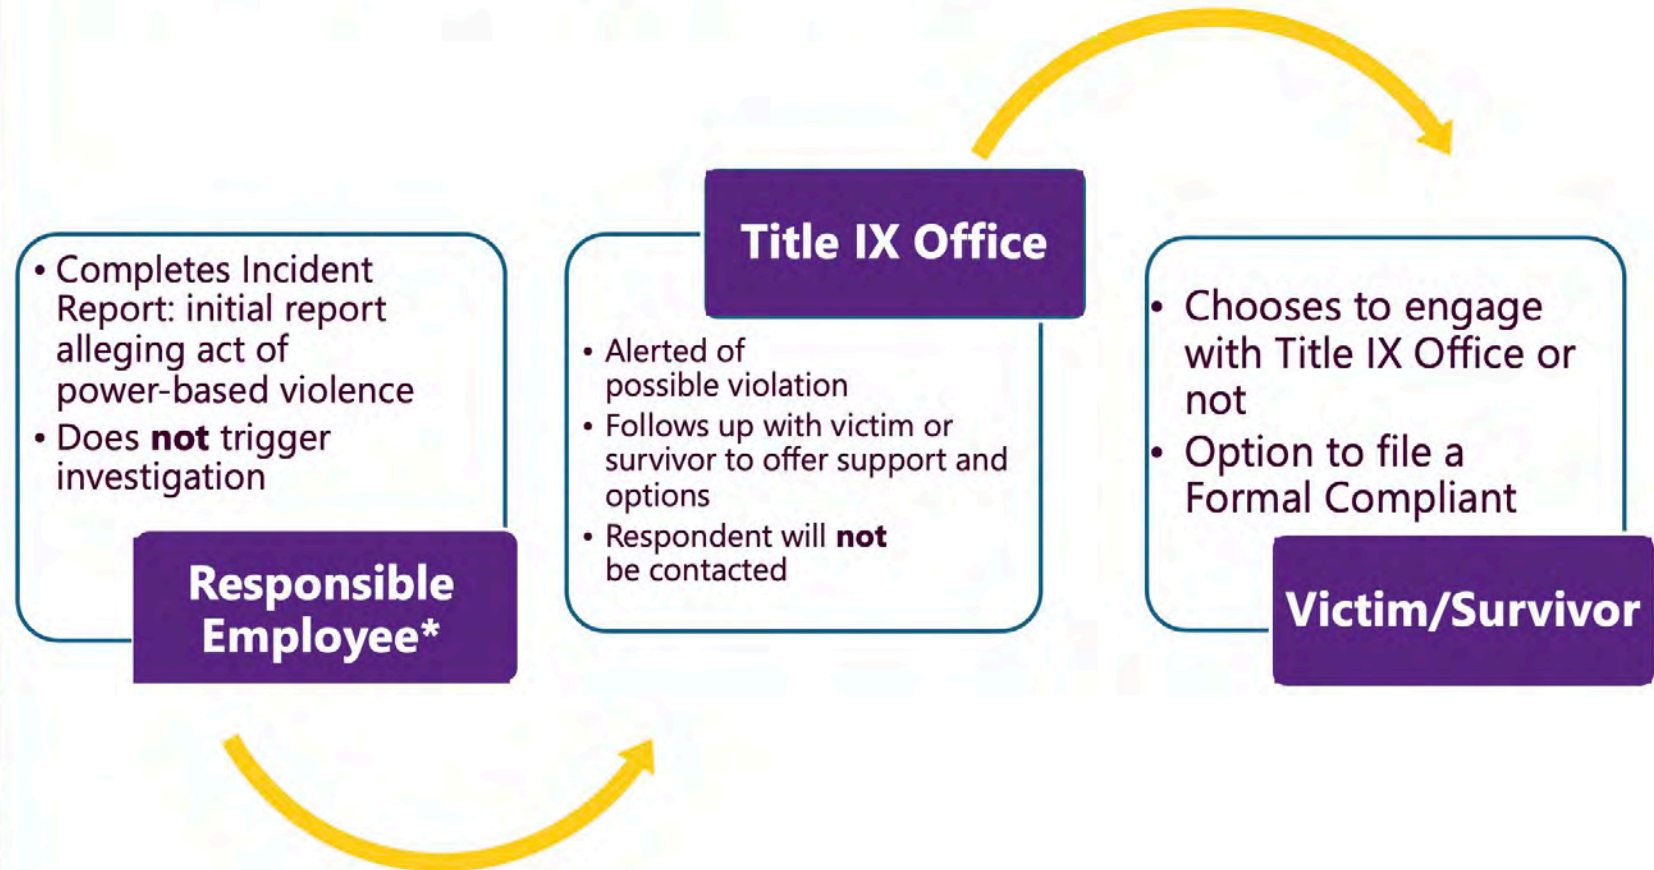 • Completes Incident
Report: initial report
alleging act of
power-based violence
• Does not trigger
investigation
Responsible
Employee*
Title IX Office
• Alerted of
possible violation
• Follows up with victim or
survivor to offer support and
options
• Respondent will not
be contacted
• Chooses to engage
with Title IX Office or
not
• Option to file a
Formal Compliant
Victim/Survivor